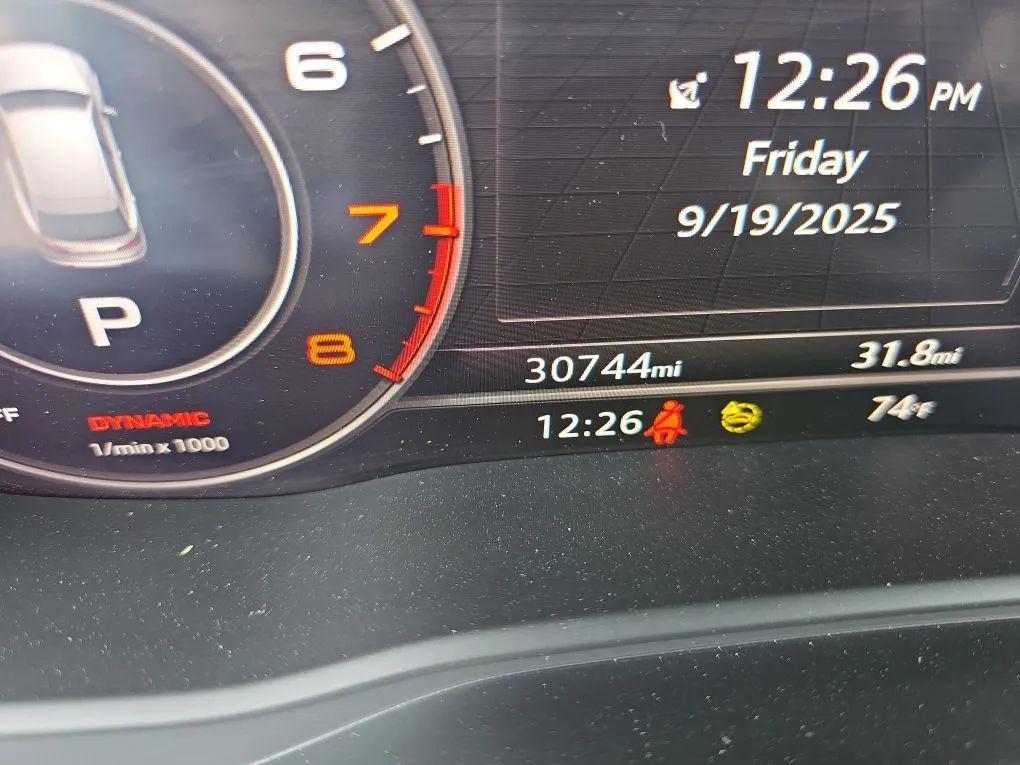 6
7
8
P
FF
DYNAMIC
1/min x 1000
12:26 PM
Friday
9/19/2025
30744mi
31.8mi
12:26
74°F